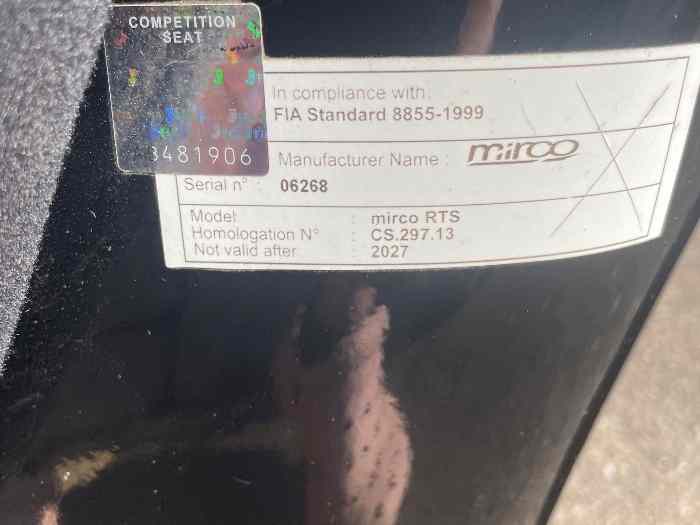 COMPETITION
SEAT
3481906
In compliance with:
FIA Standard 8855-1999
Manufacturer Name : mirco
Serial n° : 06268
Model : mirco RTS
Homologation N° : CS.297.13
Not valid after : 2027